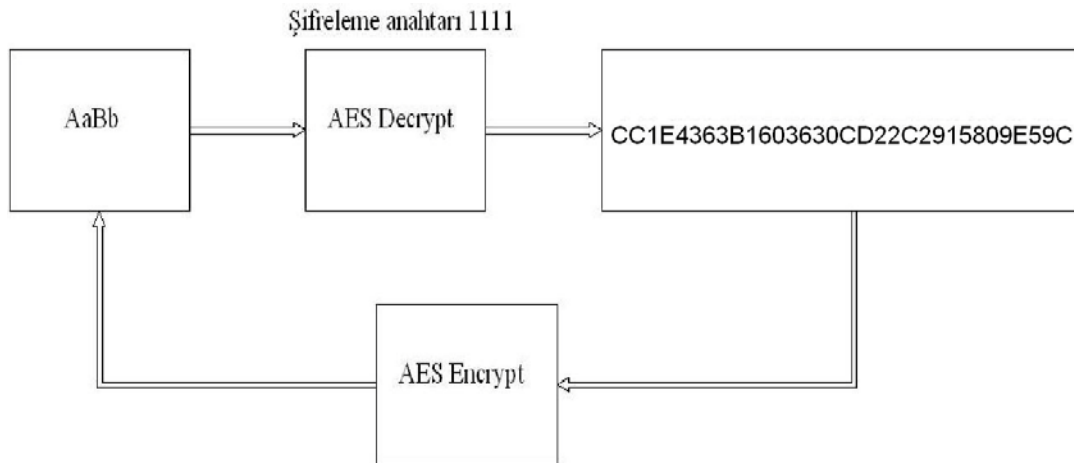 Şifreleme anahtarı 1111
AaBb
AES Decrypt
CC1E4363B1603630CD22C2915809E59C
AES Encrypt